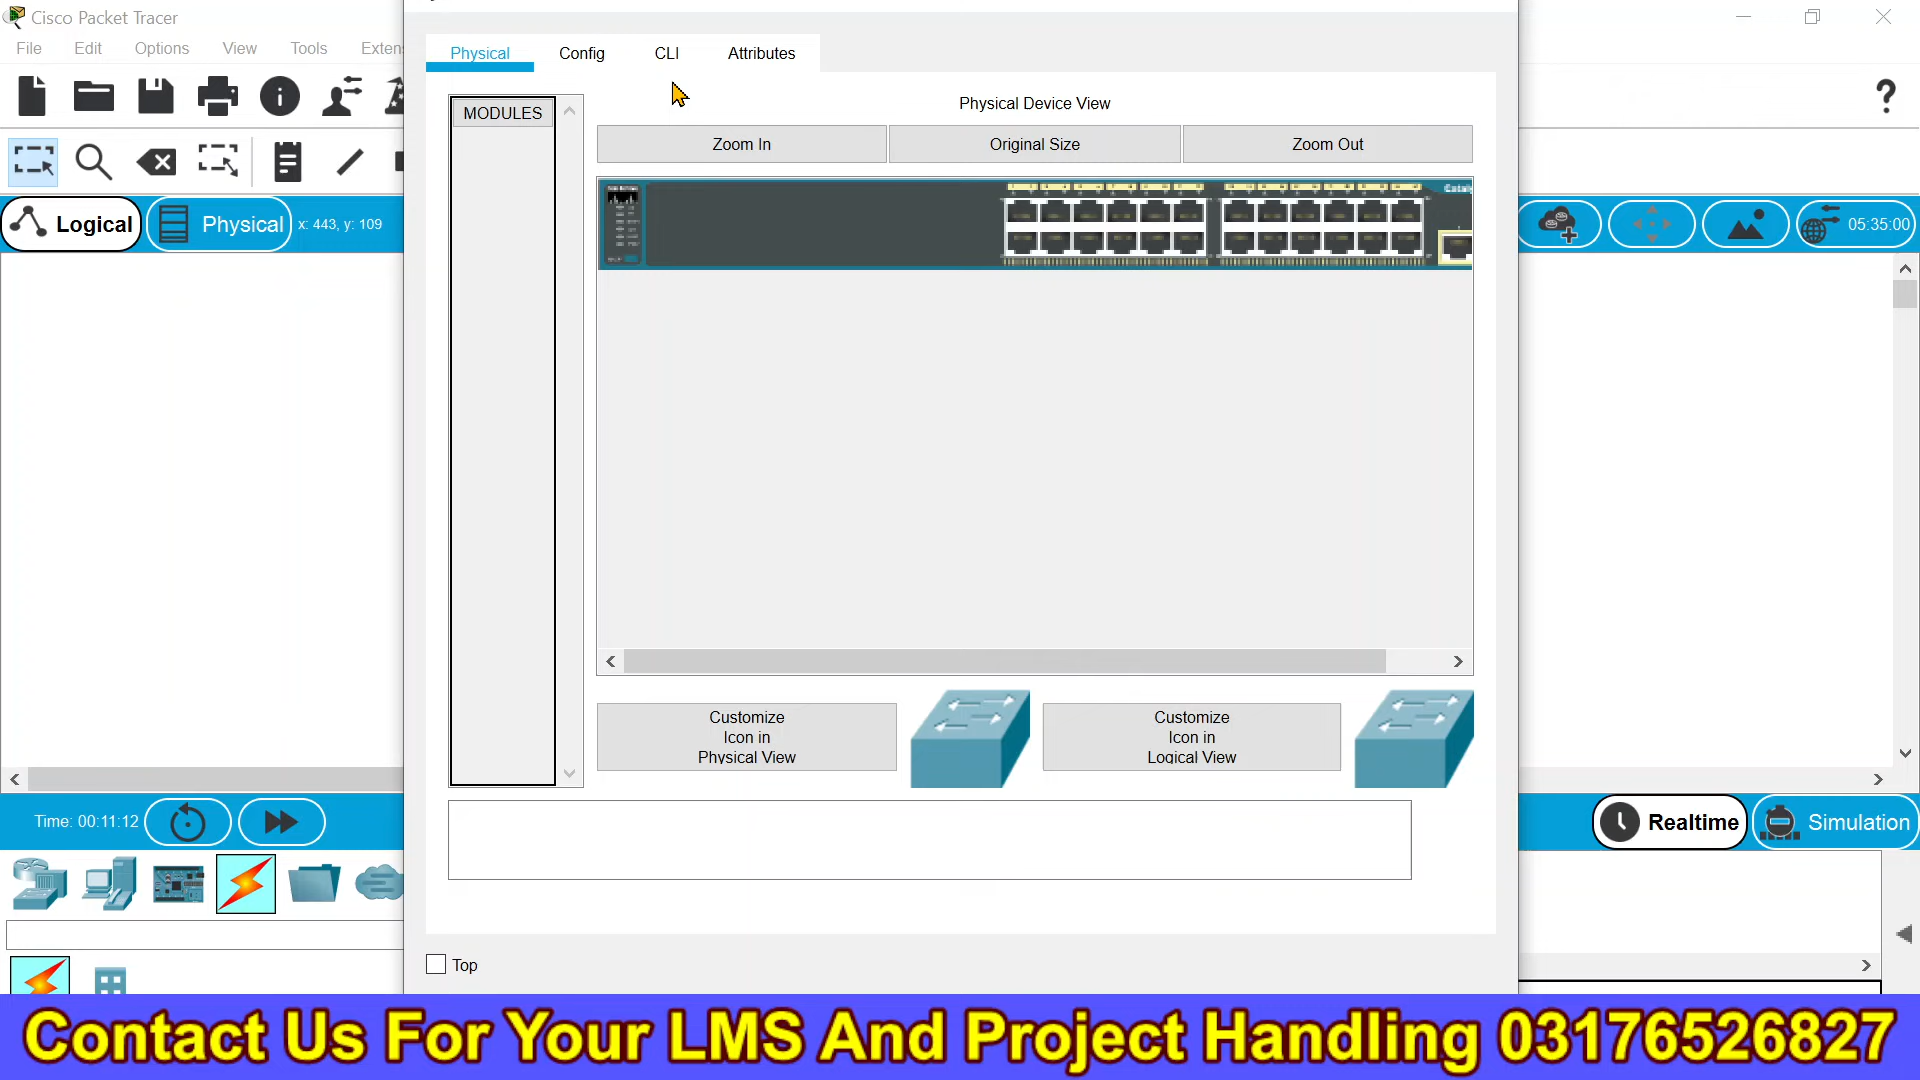 Cisco Packet Tracer
File Edit Options View Tools Exten
Physical Config CLI Attributes
MODULES
Physical Device View
Zoom In Original Size Zoom Out
Logical Physical x: 443, y: 109
05:35:00
Customize
Icon in
Physical View
Customize
Icon in
Logical View
Time: 00:11:12
Realtime Simulation
Top
Contact Us For Your LMS And Project Handling 03176526827